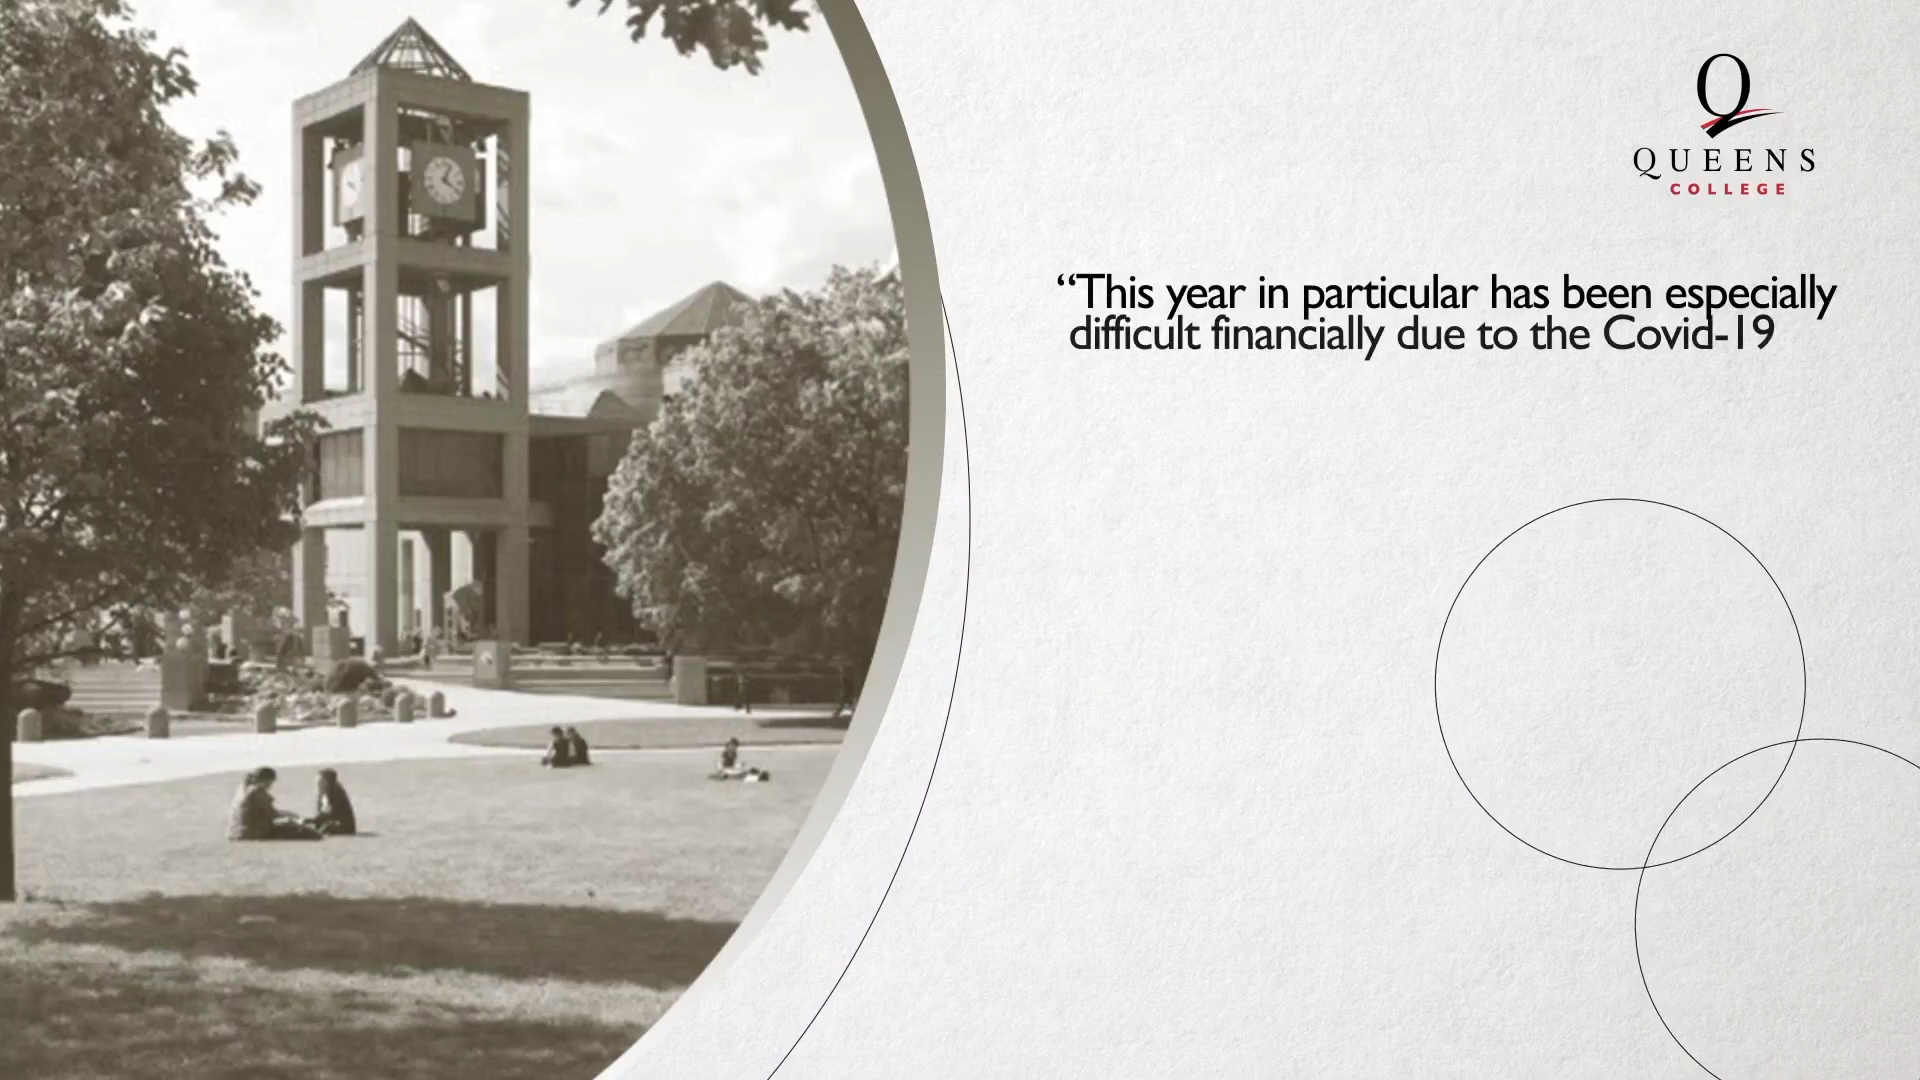 Q
QUEENS
COLLEGE
“This year in particular has been especially
difficult financially due to the Covid-19